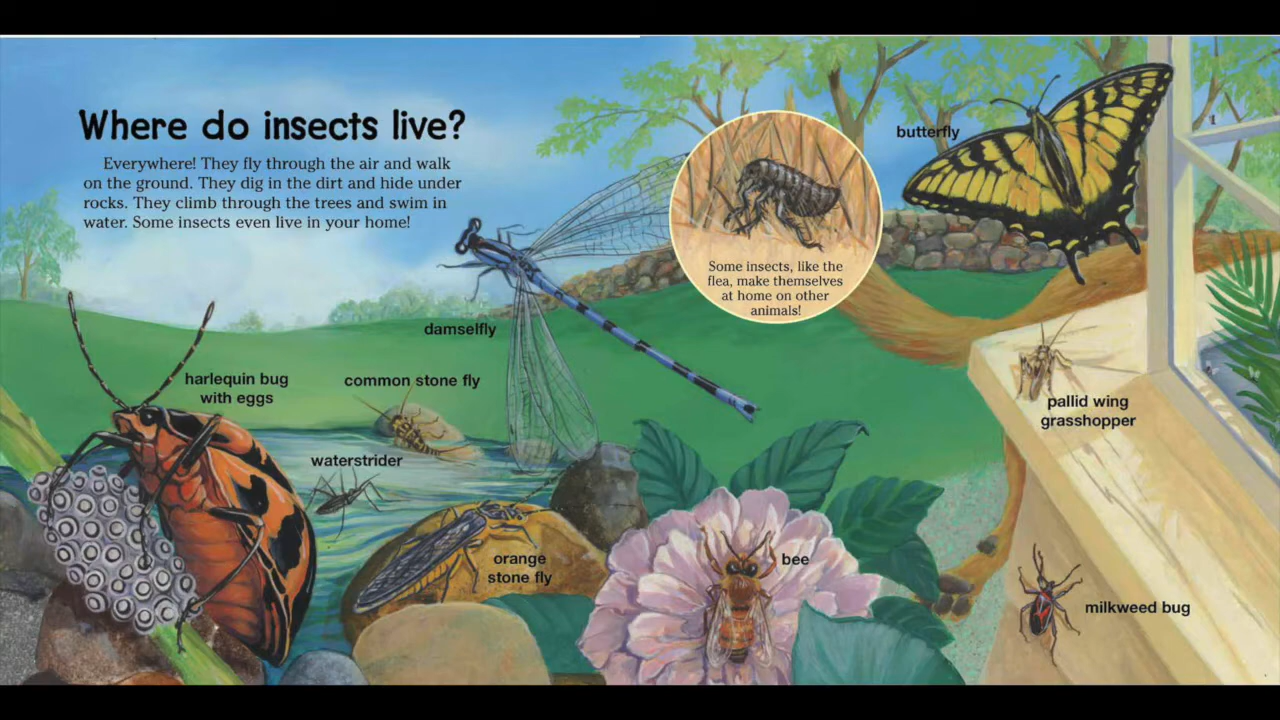 Where do insects live?
Everywhere! They fly through the air and walk
on the ground. They dig in the dirt and hide under
rocks. They climb through the trees and swim in
water. Some insects even live in your home!
butterfly
Some insects, like the
flea, make themselves
at home on other
animals!
damselfly
harlequin bug
with eggs
common stone fly
pallid wing
grasshopper
waterstrider
orange
stone fly
bee
milkweed bug